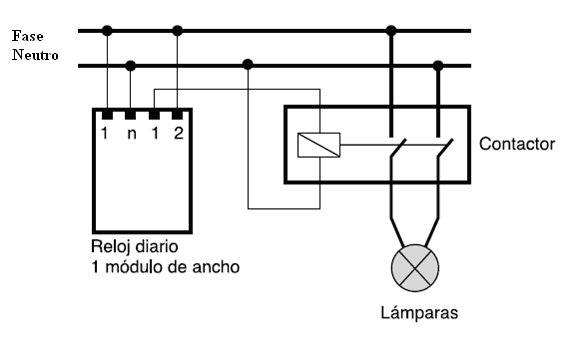 Fase
Neutro
1 n 1 2
Contactor
Reloj diario
1 módulo de ancho
Lámparas